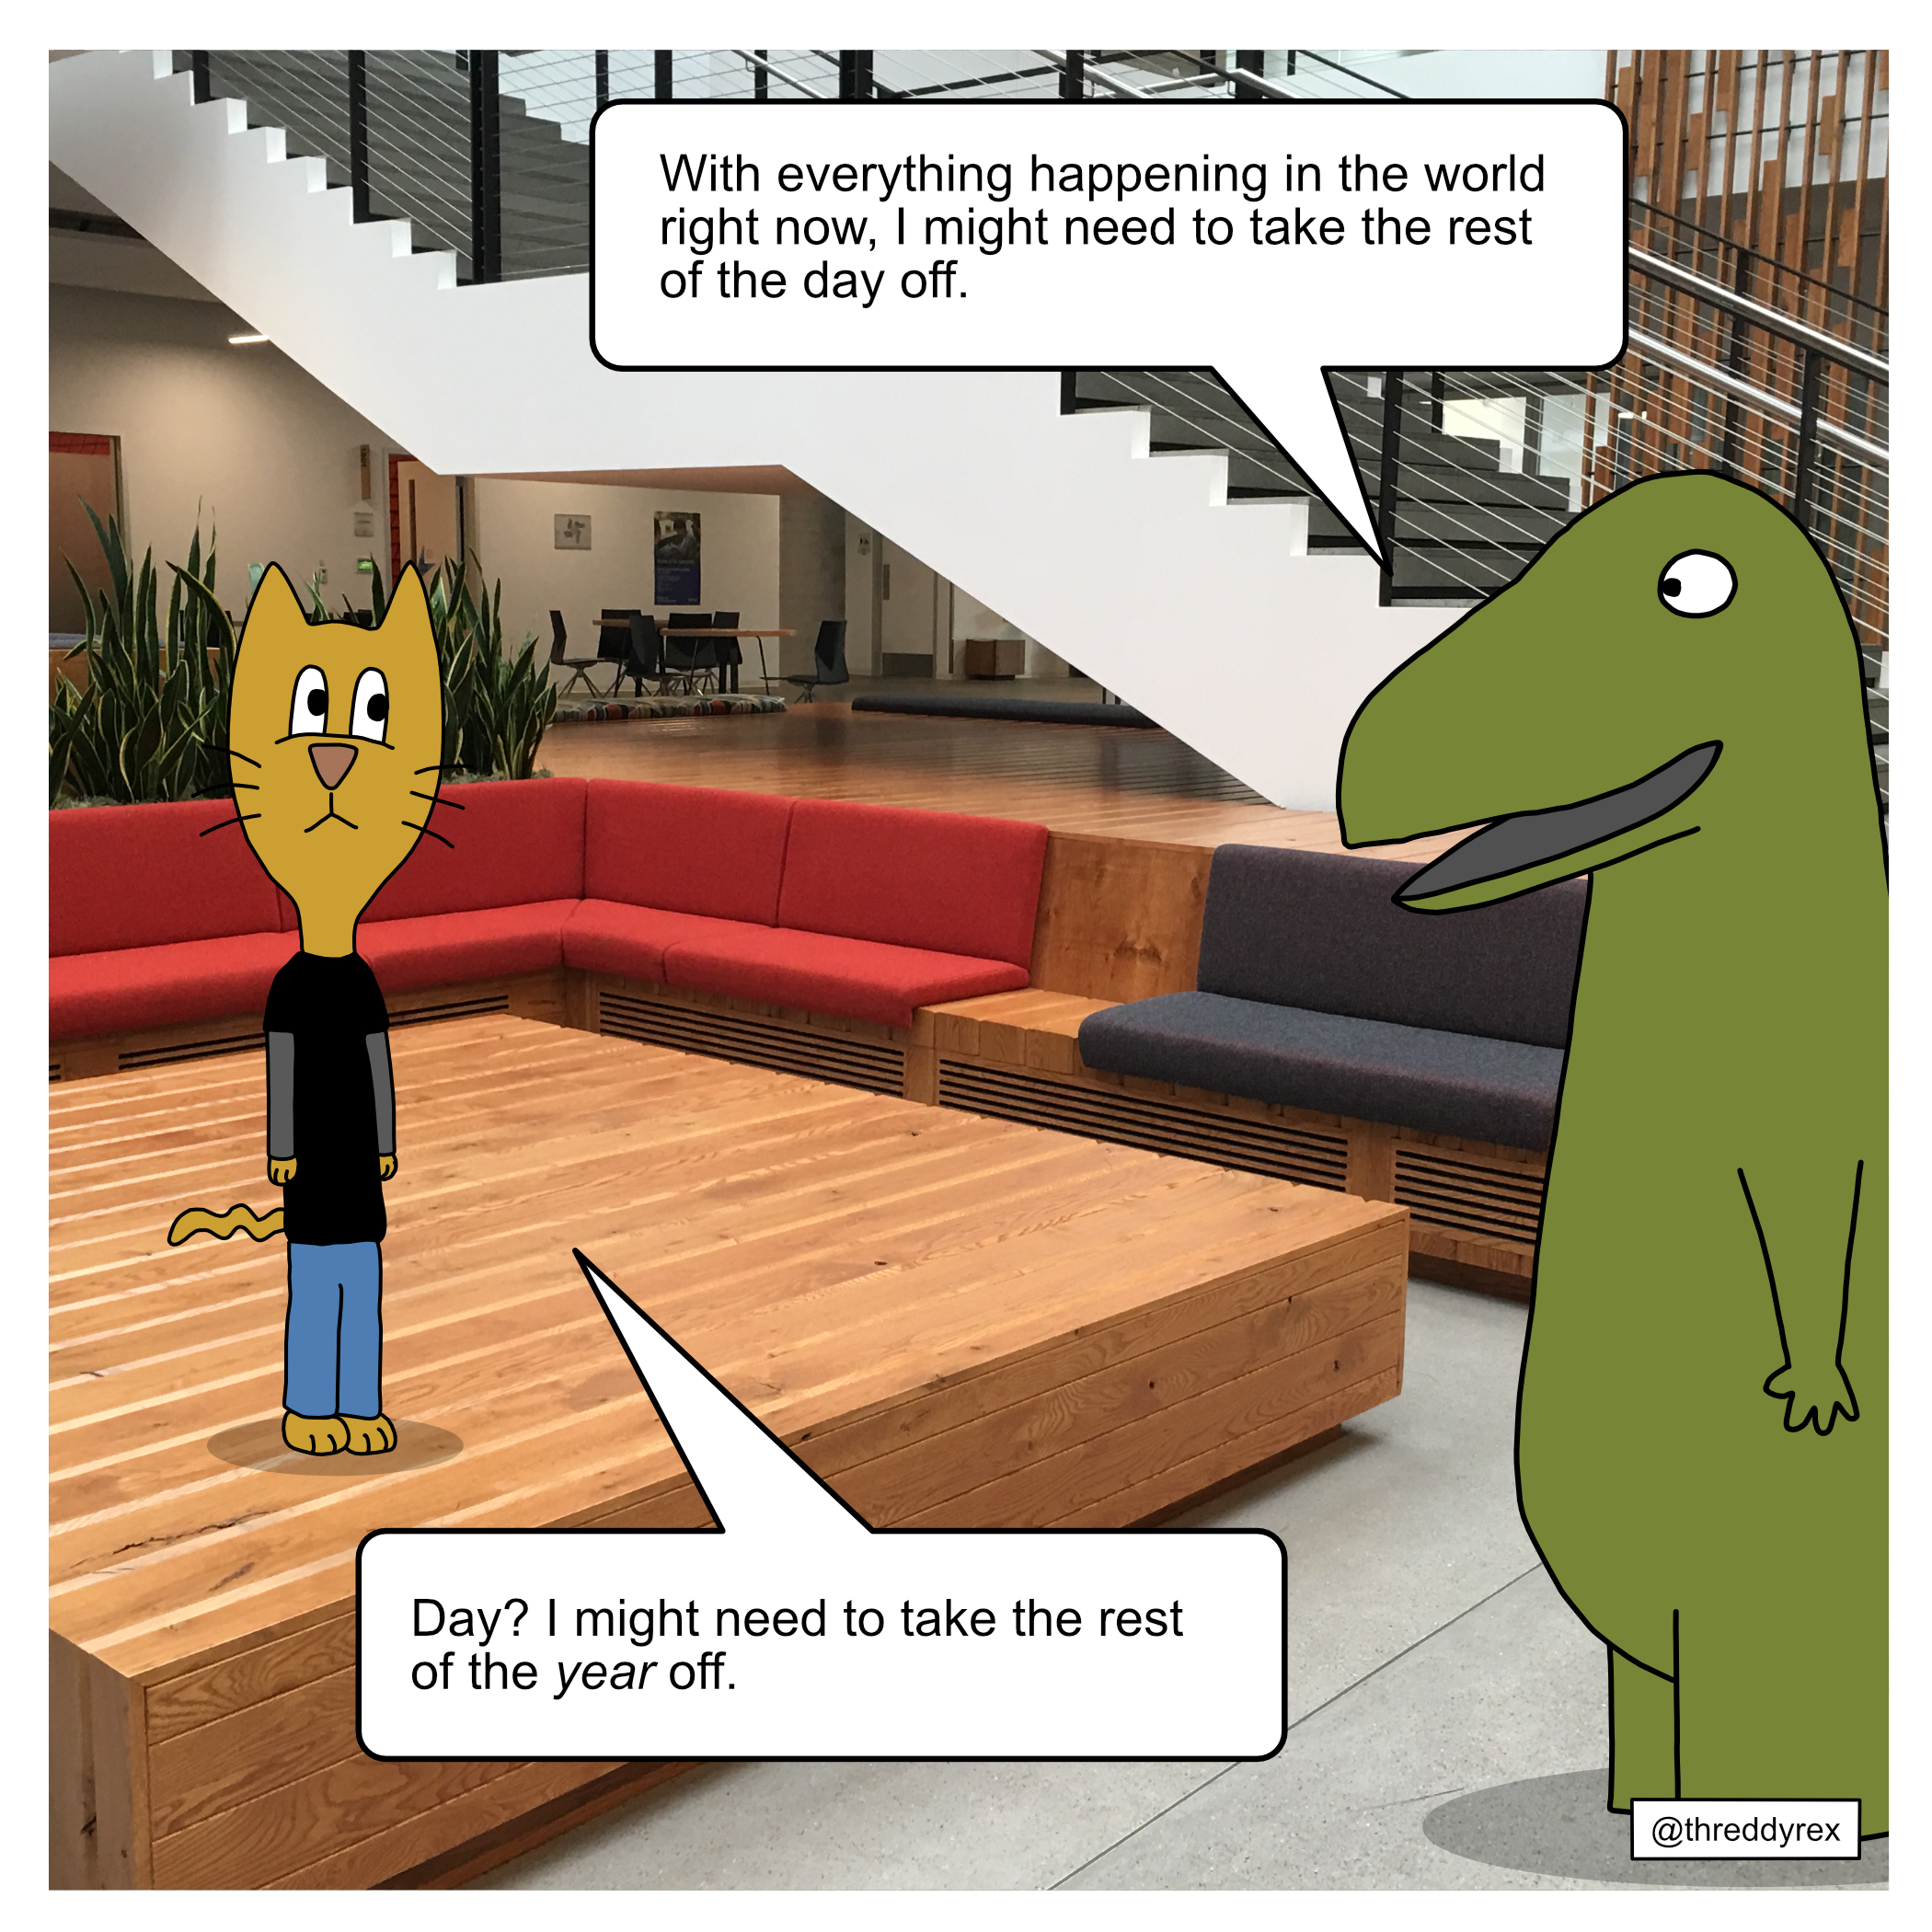 With everything happening in the world
right now, I might need to take the rest
of the day off.
Day? I might need to take the rest
of the year off.
@threddyrex